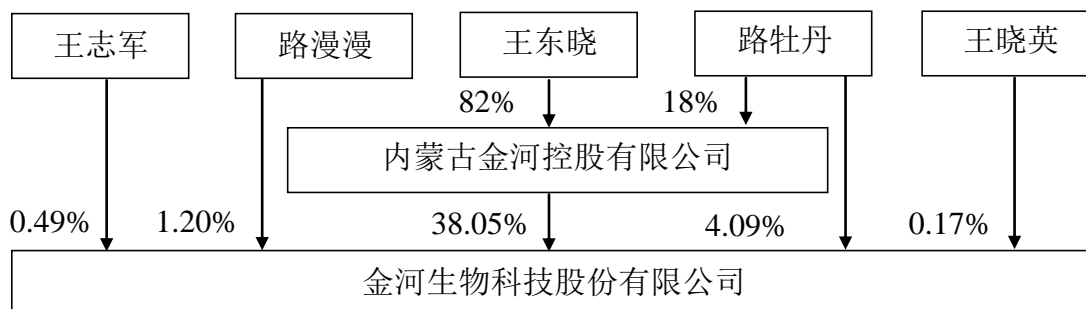 王志军
路漫漫
王东晓
路牡丹
王晓英
82%
18%
内蒙古金河控股有限公司
0.49%
1.20%
38.05%
4.09%
0.17%
金河生物科技股份有限公司